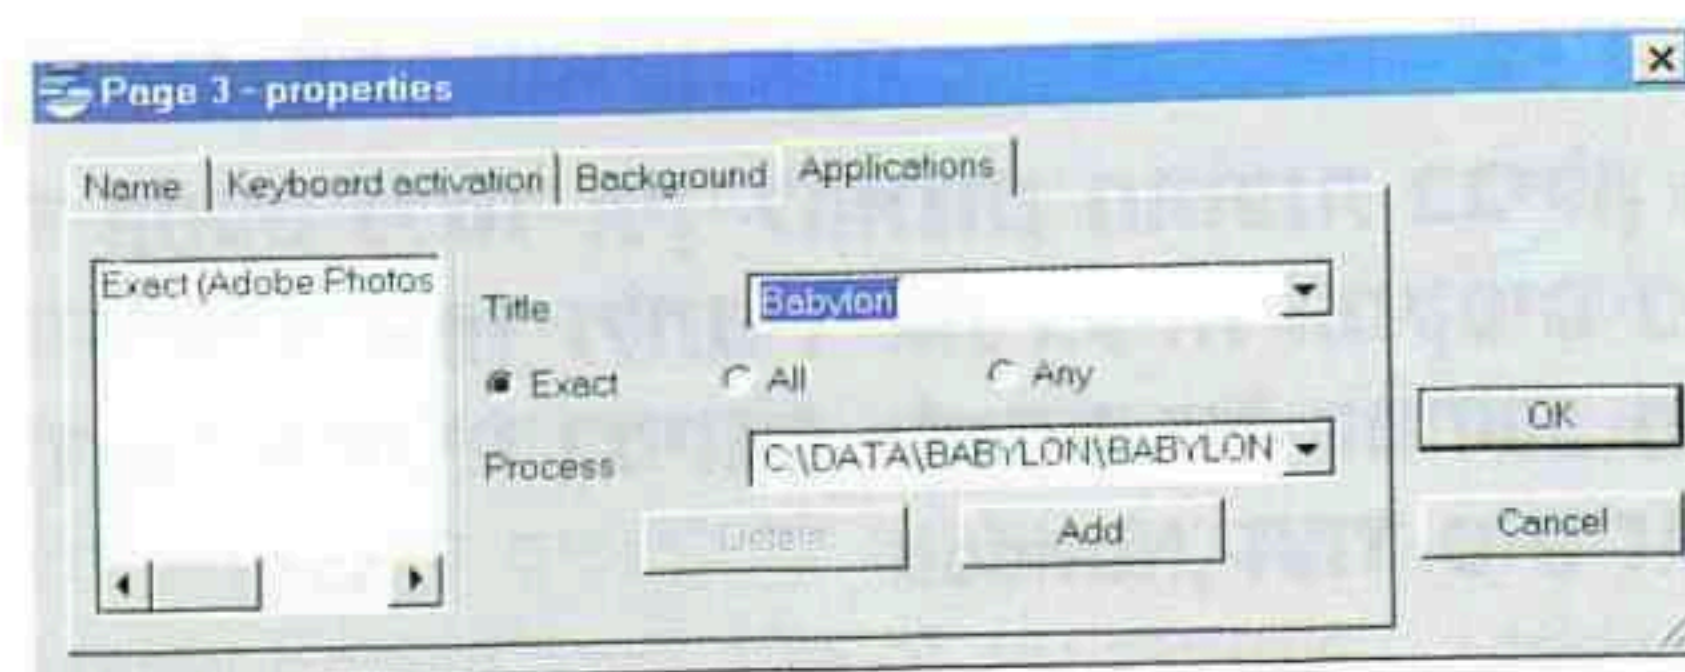 Page 3 - properties
Name Keyboard activation Background Applications
Exact (Adobe Photos
Title Babylon
Exact All Any
Process C:\DATA\BABYLON\BABYLON
Delete Add
OK
Cancel